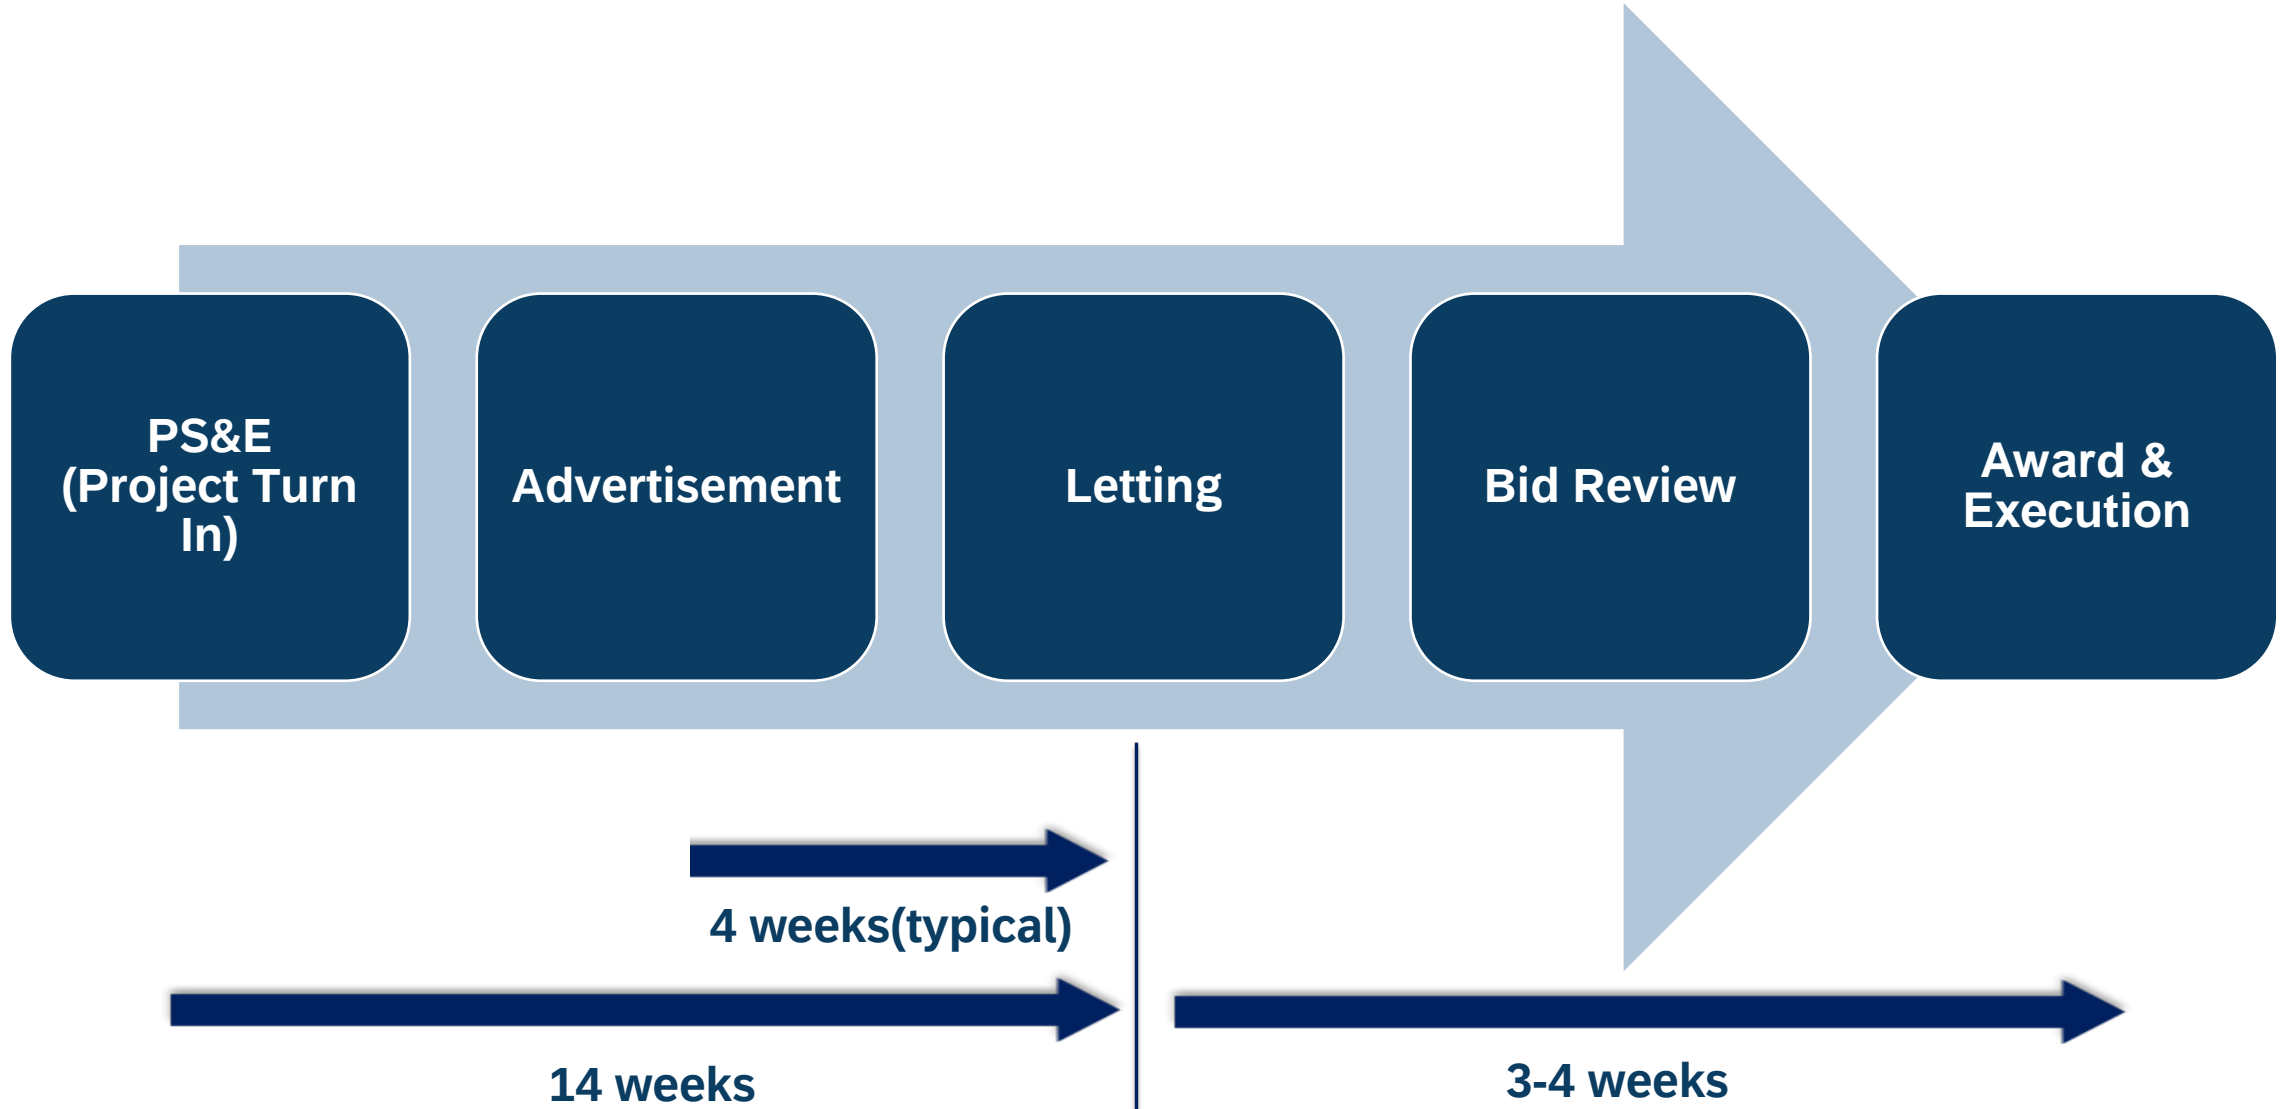 PS&E
(Project Turn
In)
Advertisement
Letting
Bid Review
Award &
Execution
4 weeks(typical)
14 weeks
3-4 weeks